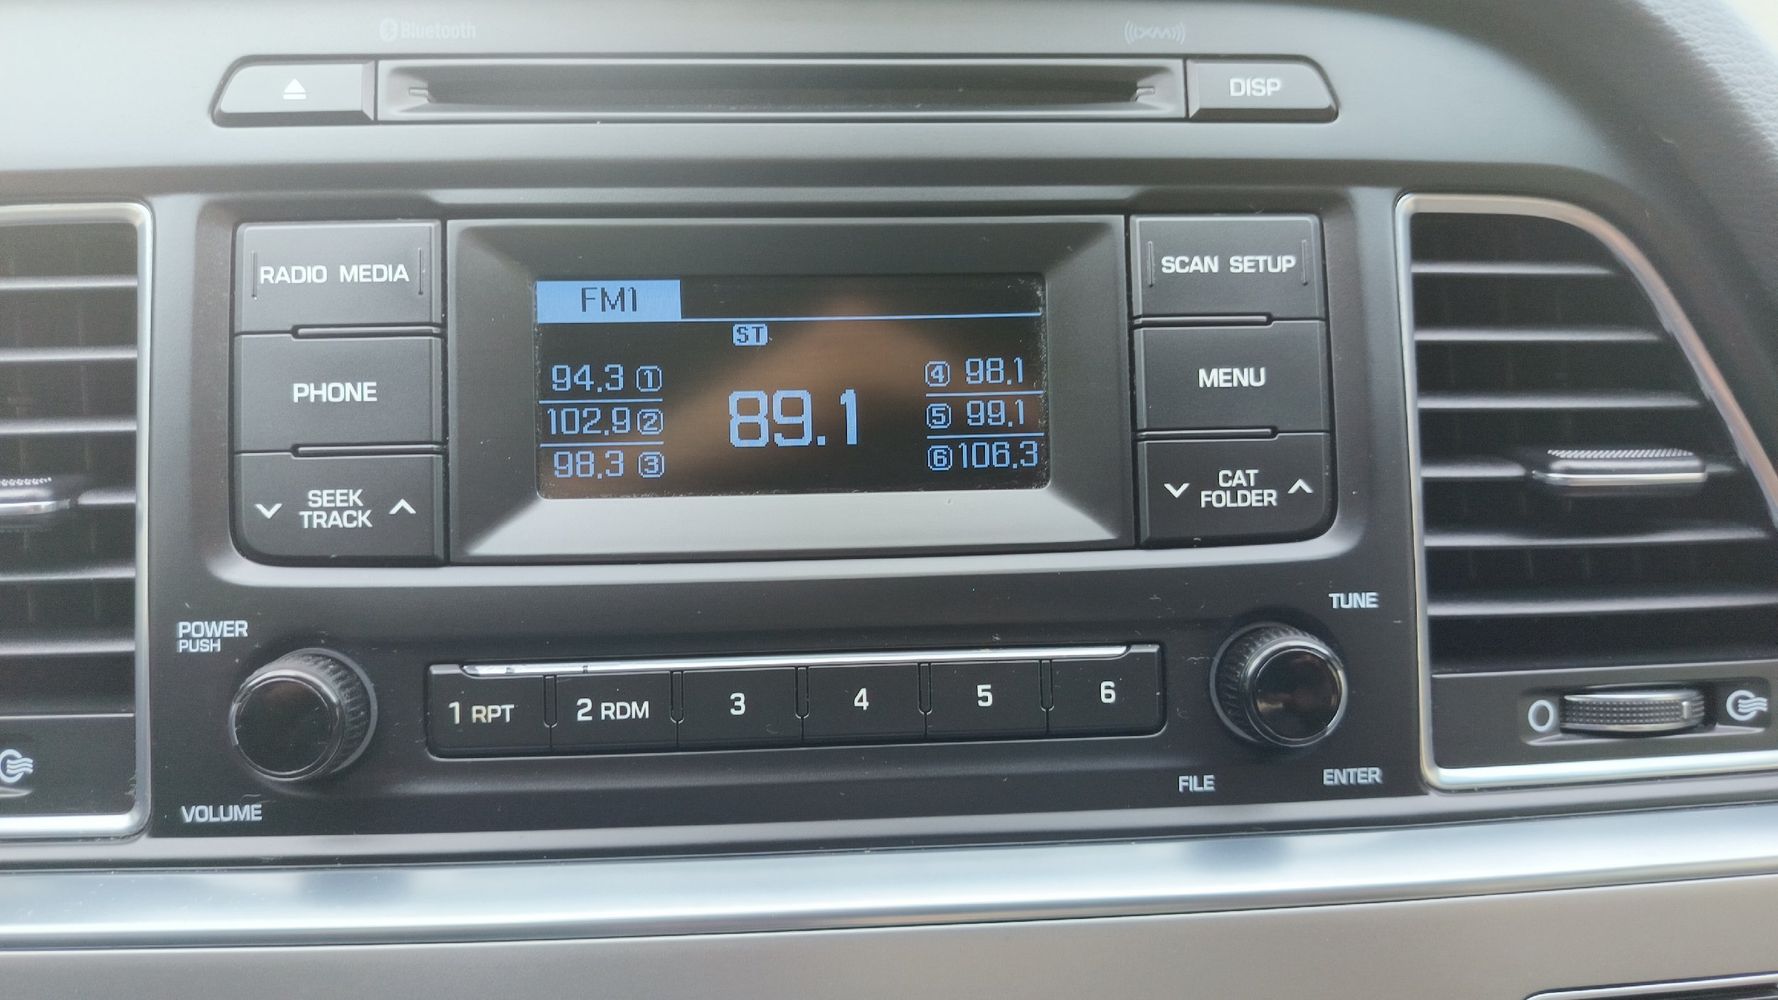 Bluetooth
((XM))
DISP
RADIO MEDIA
SCAN SETUP
FM1
ST
PHONE
MENU
94.3 1
102.9 2
98.3 3
89.1
4 98.1
5 99.1
6 106.3
SEEK
TRACK
CAT
FOLDER
POWER
PUSH
TUNE
1 RPT
2 RDM
3
4
5
6
VOLUME
FILE
ENTER